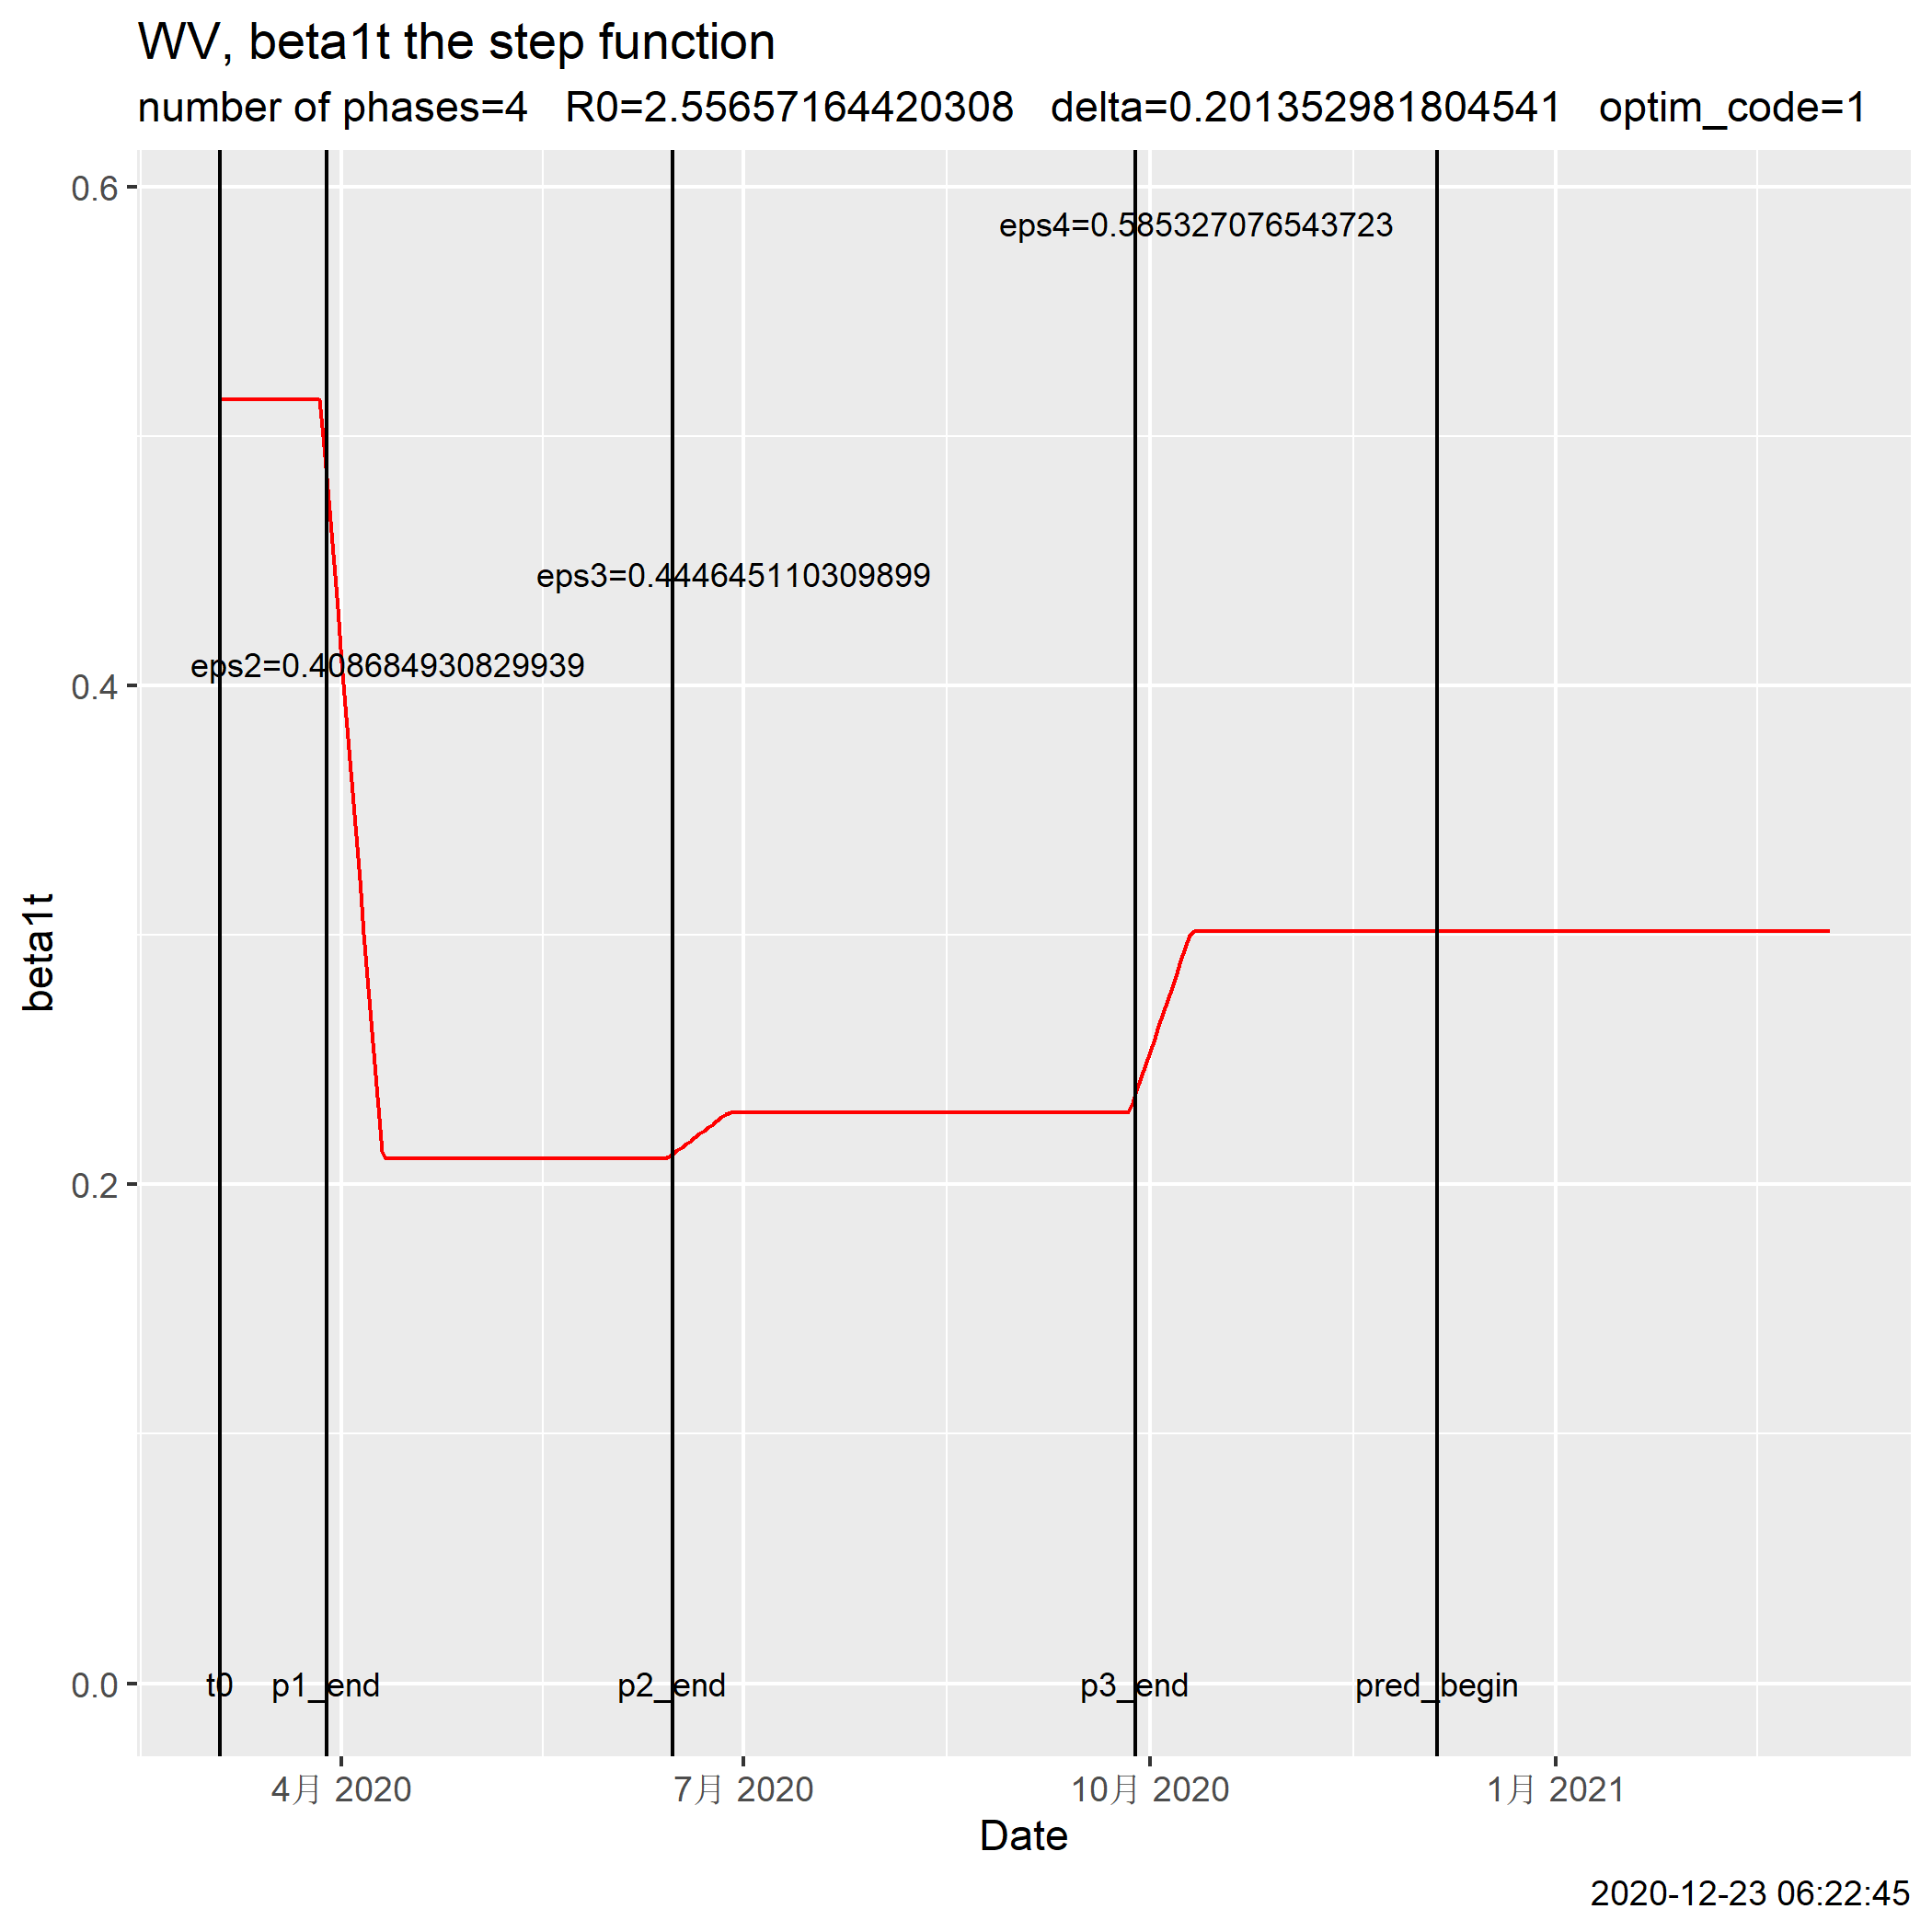 WV, beta1t the step function
number of phases=4   R0=2.55657164420308   delta=0.201352981804541   optim_code=1
0.6
eps4=0.585327076543723
eps3=0.444645110309899
eps2=0.408684930829939
0.4
beta1t
0.2
0.0
t0
p1_end
p2_end
p3_end
pred_begin
4月 2020
7月 2020
10月 2020
1月 2021
Date
2020-12-23 06:22:45